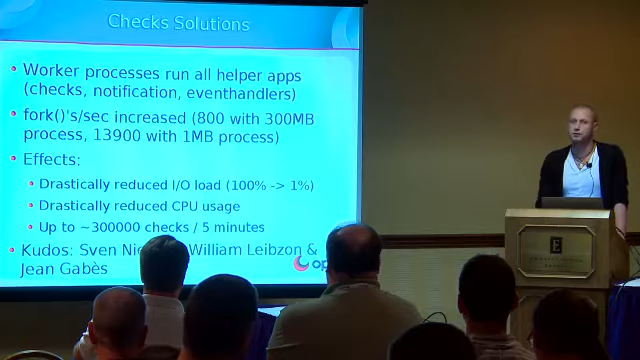 Checks Solutions
Worker processes run all helper apps
(checks, notification, eventhandlers)
fork()'s/sec increased (800 with 300MB
process, 13900 with 1MB process)
Effects:
Drastically reduced I/O load (100% -> 1%)
Drastically reduced CPU usage
Up to ~300000 checks / 5 minutes
Kudos: Sven William Leibzon &
Jean Gabès
op
E